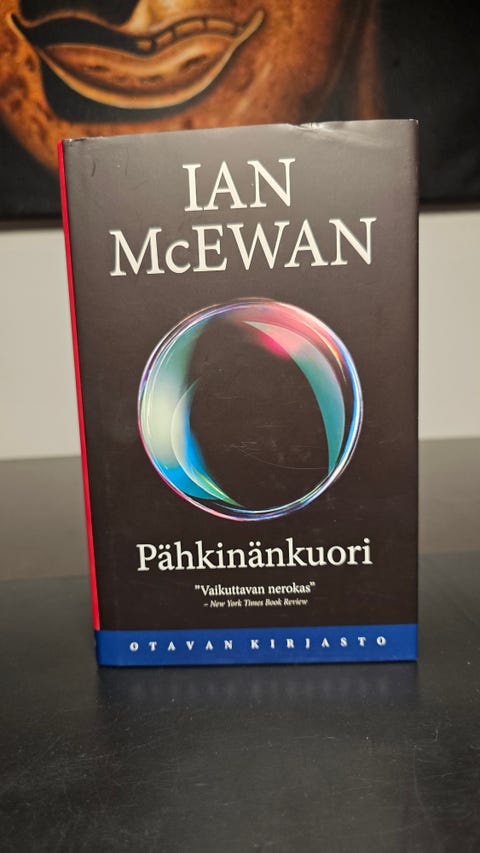 IAN
McEWAN
Pähkinänkuori
"Vaikuttavan nerokas"
– New York Times Book Review
OTAVAN KIRJASTO